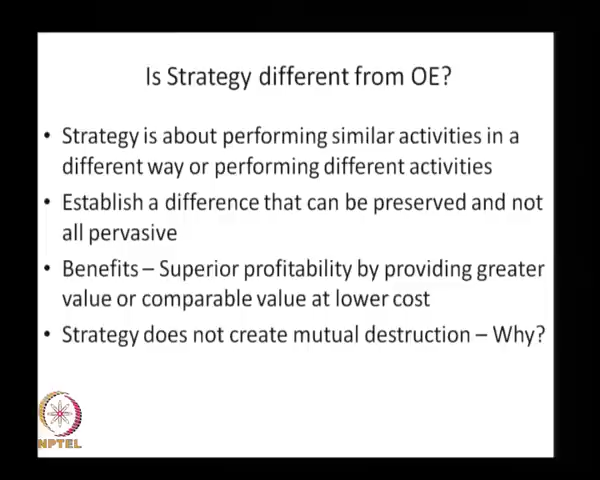 Is Strategy different from OE?
• Strategy is about performing similar activities in a
different way or performing different activities
• Establish a difference that can be preserved and not
all pervasive
• Benefits – Superior profitability by providing greater
value or comparable value at lower cost
• Strategy does not create mutual destruction – Why?
NPTEL